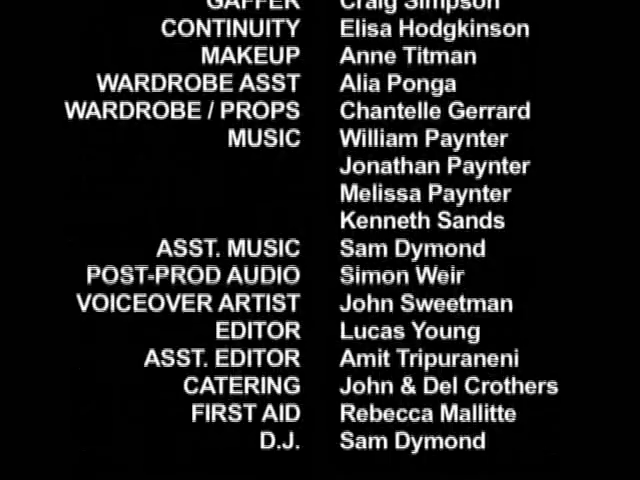 GAFFER Craig Simpson
CONTINUITY Elisa Hodgkinson
MAKEUP Anne Titman
WARDROBE ASST Alia Ponga
WARDROBE / PROPS Chantelle Gerrard
MUSIC William Paynter
Jonathan Paynter
Melissa Paynter
Kenneth Sands
ASST. MUSIC Sam Dymond
POST-PROD AUDIO Simon Weir
VOICEOVER ARTIST John Sweetman
EDITOR Lucas Young
ASST. EDITOR Amit Tripuraneni
CATERING John & Del Crothers
FIRST AID Rebecca Mallitte
D.J. Sam Dymond